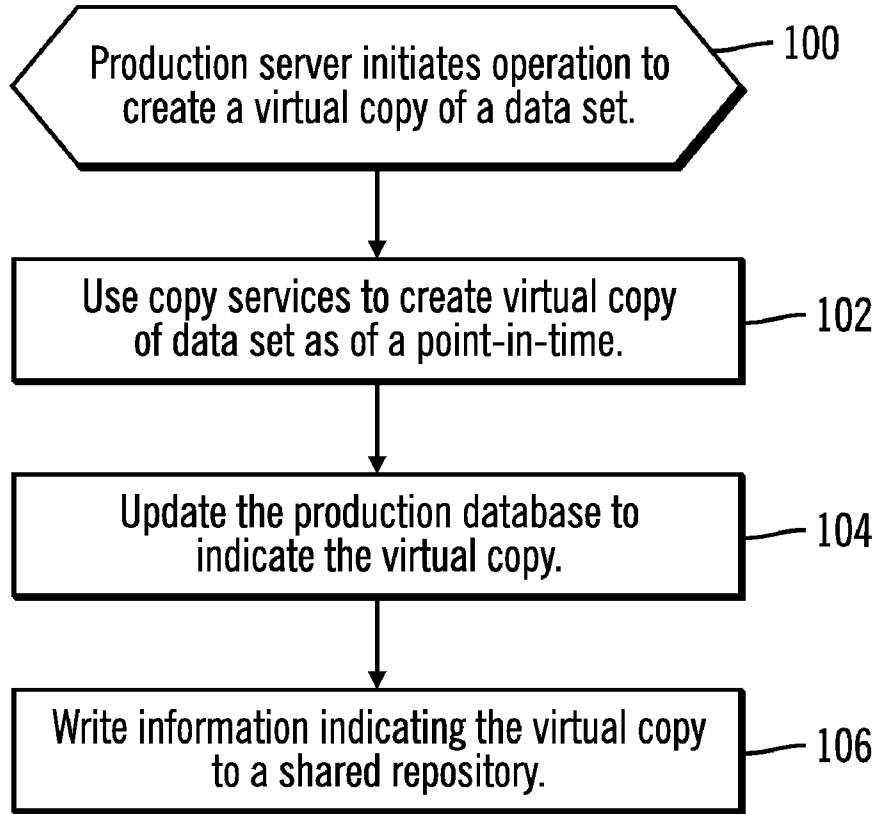 Production server initiates operation to
create a virtual copy of a data set.
100
Use copy services to create virtual copy
of data set as of a point-in-time.
102
Update the production database to
indicate the virtual copy.
104
Write information indicating the virtual copy
to a shared repository.
106